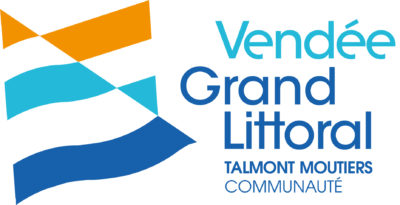 Vendée
Grand
Littoral
TALMONT MOUTIERS
COMMUNAUTÉ